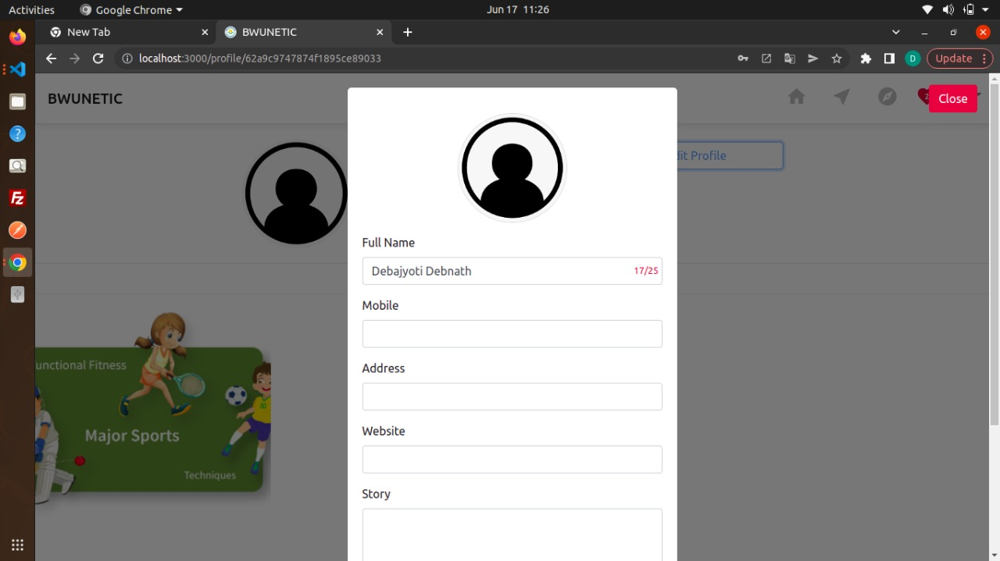 Activities
Google Chrome
Jun 17 11:26
New Tab
BWUNETIC
localhost:3000/profile/62a9c9747874f1895ce89033
D
Update
BWUNETIC
2
Close
dit Profile
Full Name
Debajyoti Debnath
17/25
Mobile
Address
Website
Story
unctional Fitness
Major Sports
Techniques